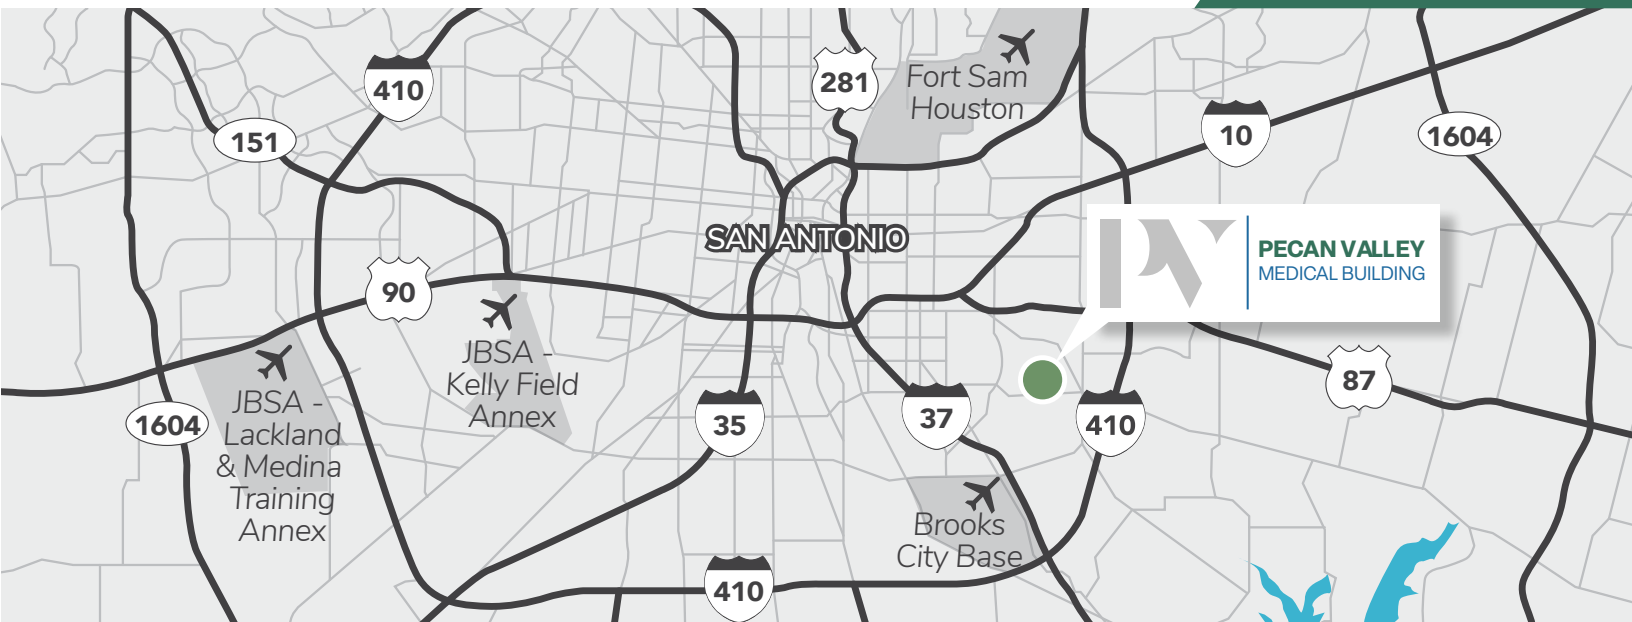 410
281
Fort Sam
Houston
151
10
1604
SAN ANTONIO
PV
PECAN VALLEY
MEDICAL BUILDING
90
JBSA -
Kelly Field
Annex
87
JBSA -
Lackland
& Medina
Training
Annex
1604
35
37
410
Brooks
City Base
410